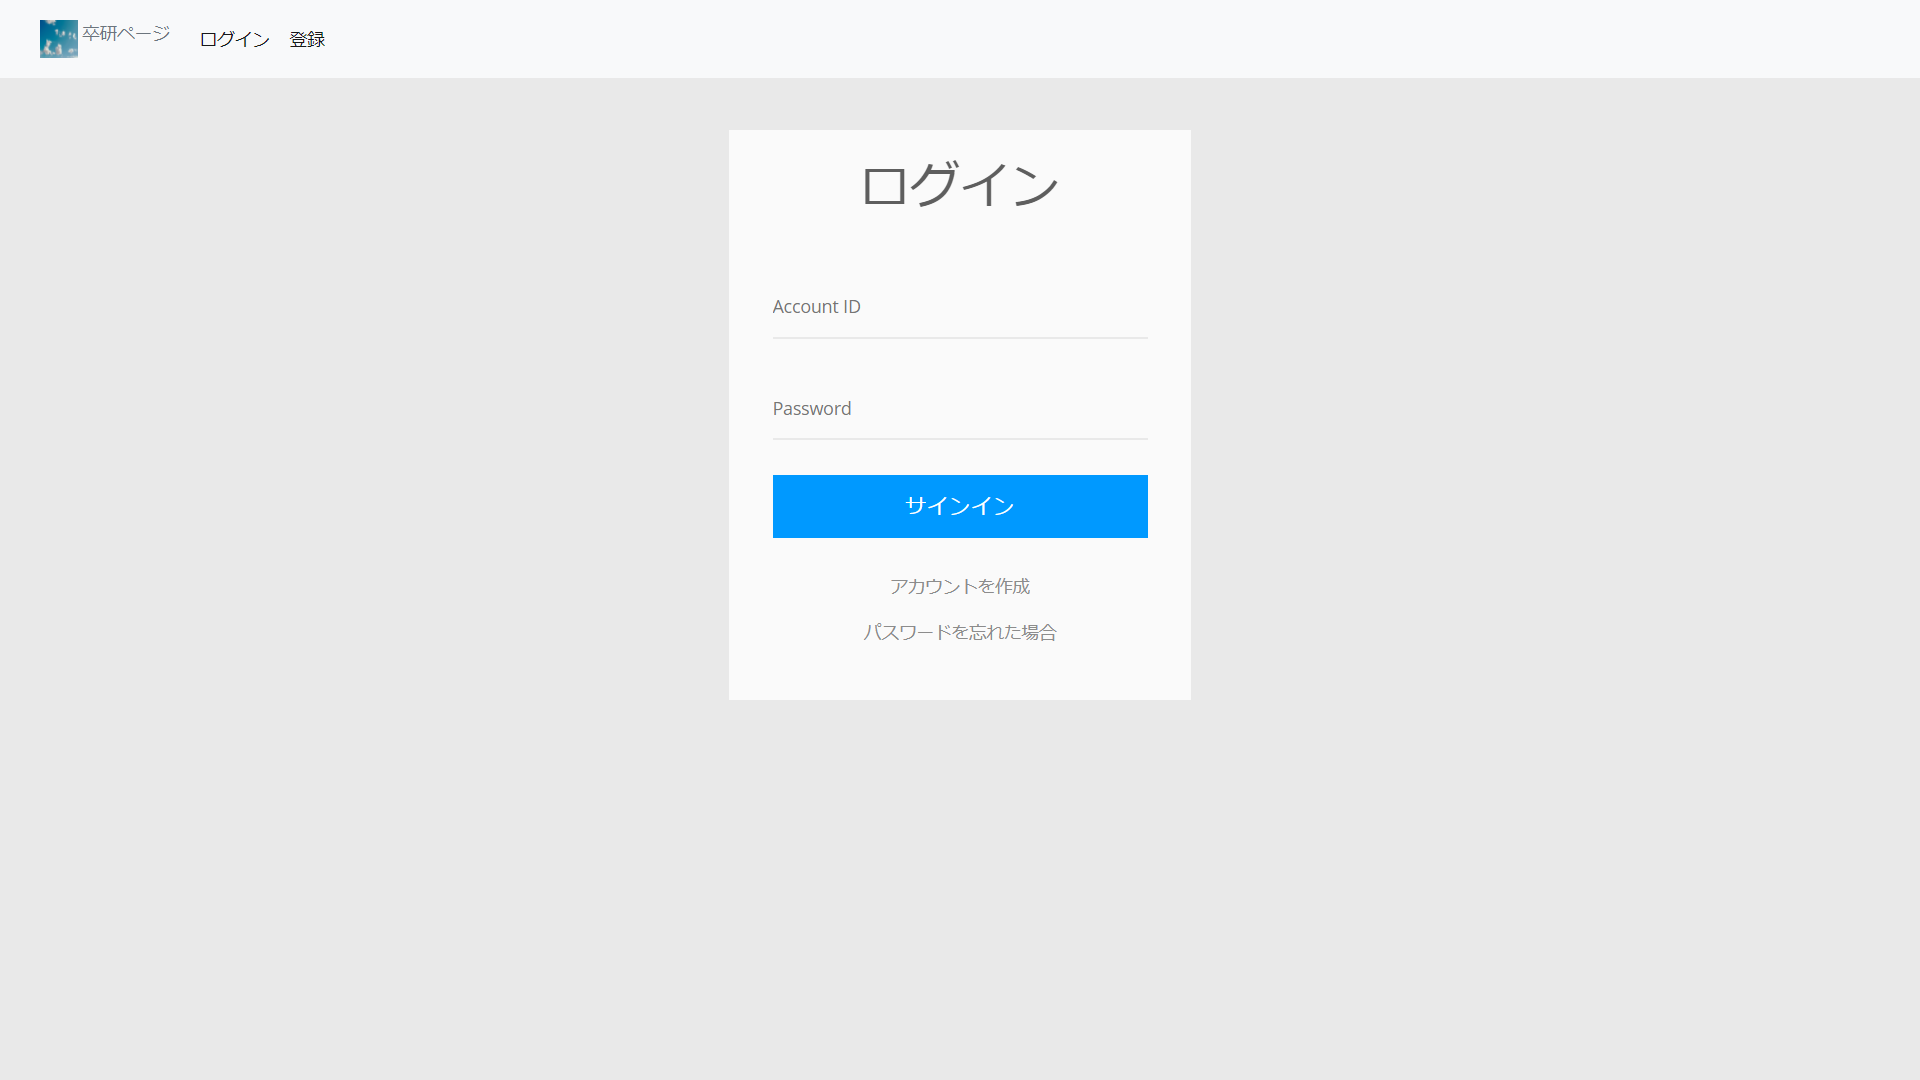 卒研ページ
ログイン
登録
ログイン
Account ID
Password
サインイン
アカウントを作成
パスワードを忘れた場合